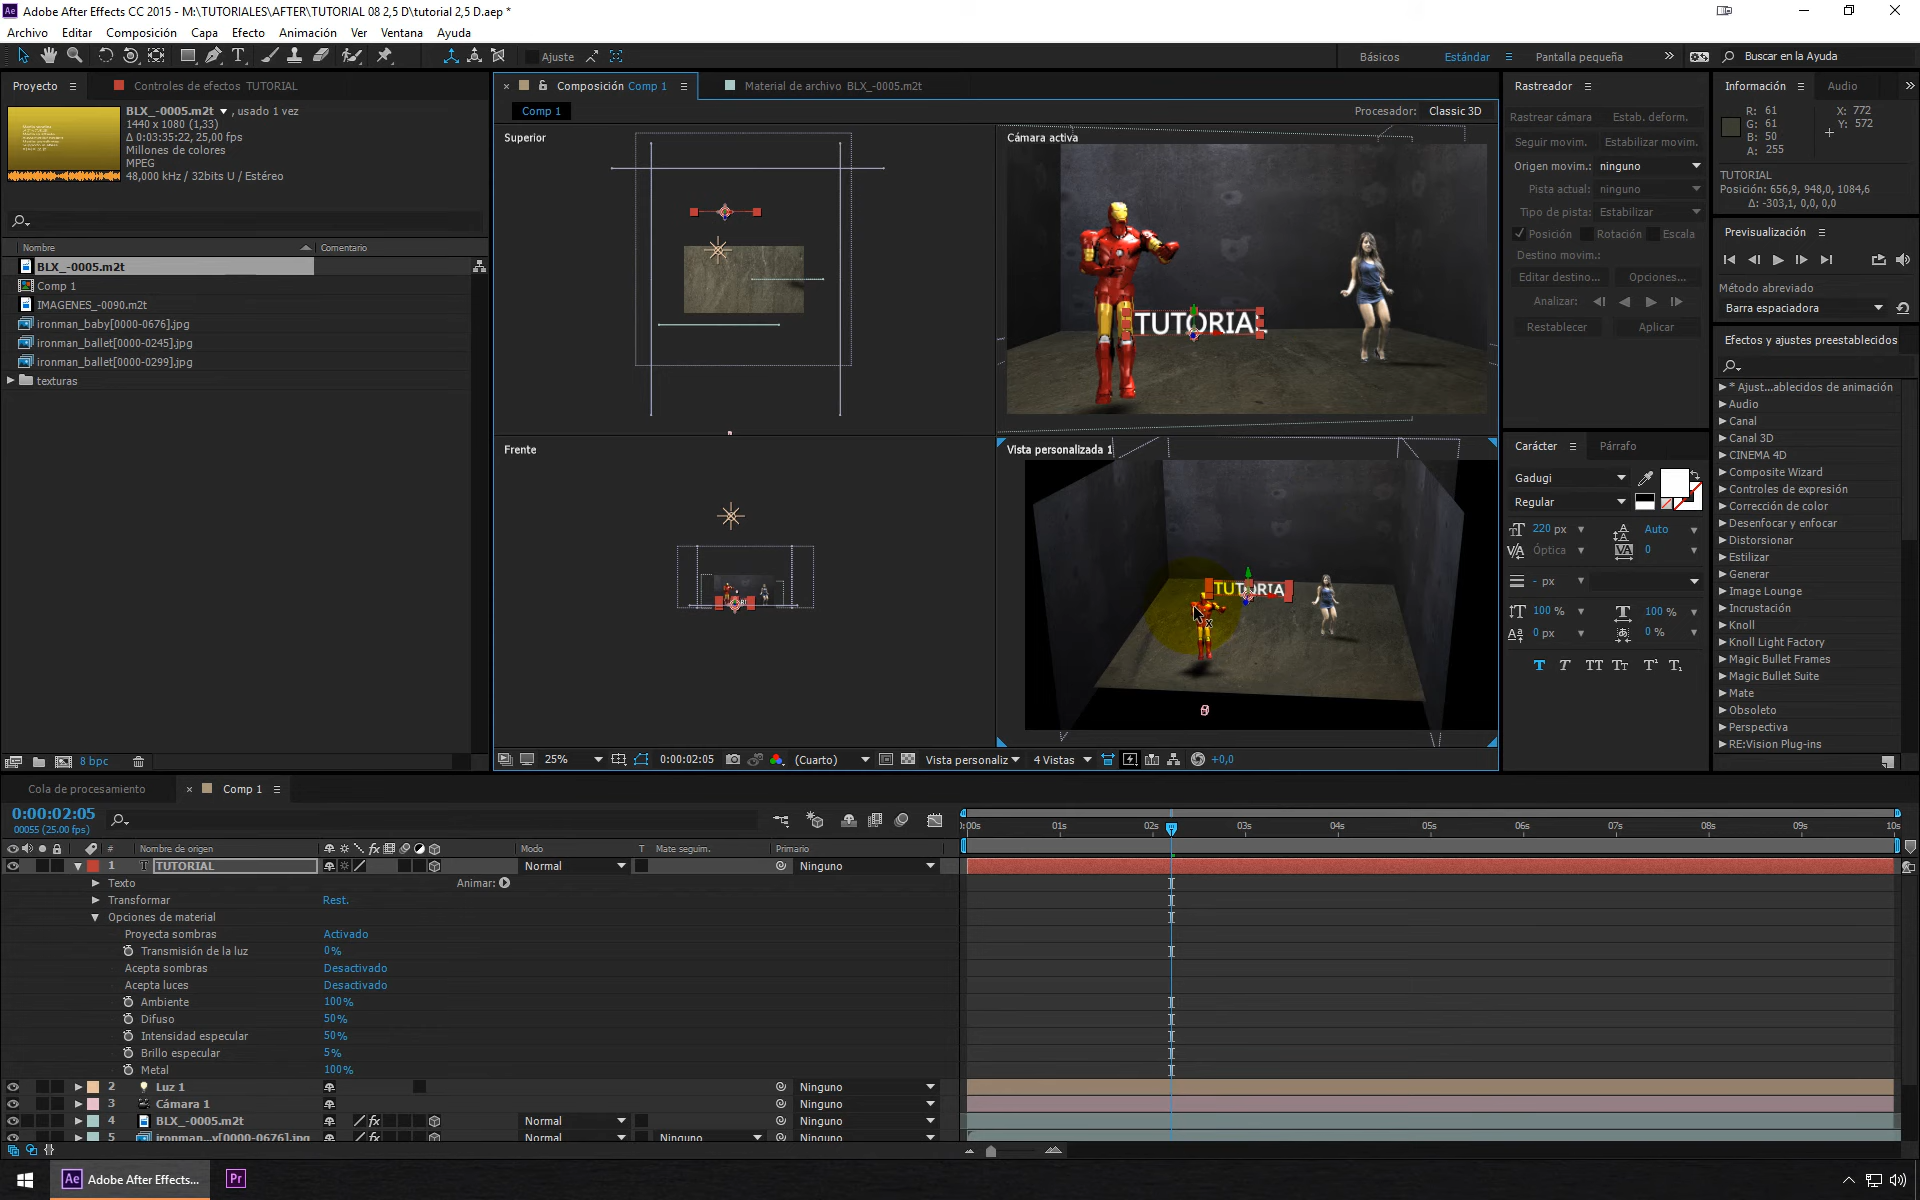 Adobe After Effects CC 2015 - M:\TUTORIALES\AFTER\TUTORIAL 08 2,5 D\tutorial 2,5 D.aep *
Archivo Editar Composición Capa Efecto Animación Ver Ventana Ayuda
Ajuste Básicos Estándar Pantalla pequeña Buscar en la Ayuda
Proyecto Controles de efectos TUTORIAL
BLX_-0005.m2t , usado 1 vez
1440 x 1080 (1,33)
Δ 0:03:35:22, 25,00 fps
Millones de colores
MPEG
48,000 kHz / 32bits U / Estéreo
Nombre Comentario
BLX_-0005.m2t
Comp 1
IMAGENES_-0090.m2t
ironman_baby[0000-0676].jpg
ironman_ballet[0000-0245].jpg
ironman_ballet[0000-0299].jpg
texturas
8 bpc
Composición Comp 1 Material de archivo BLX_-0005.m2t
Comp 1 Procesador: Classic 3D
Superior Cámara activa
TUTORIAL
Frente Vista personalizada 1
TUTORIA
25% 0:00:02:05 (Cuarto) Vista personaliz 4 Vistas +0,0
Rastreador
Rastrear cámara Estab. deform.
Seguir movim. Estabilizar movim.
Origen movim.: ninguno
Pista actual: ninguno
Tipo de pista: Estabilizar
Posición Rotación Escala
Destino movim.:
Editar destino... Opciones...
Analizar:
Restablecer Aplicar
Carácter Párrafo
Gadugi
Regular
220 px Auto
Óptica 0
- px
100 % 100 %
0 px 0 %
T T TT Tт T¹ T₁
Información Audio
R: 61 X: 772
G: 61 Y: 572
B: 50
A: 255
TUTORIAL
Posición: 656,9, 948,0, 1084,6
Δ: -303,1, 0,0, 0,0
Previsualización
Método abreviado
Barra espaciadora
Efectos y ajustes preestablecidos
* Ajust...ablecidos de animación
Audio
Canal
Canal 3D
CINEMA 4D
Composite Wizard
Controles de expresión
Corrección de color
Desenfocar y enfocar
Distorsionar
Estilizar
Generar
Image Lounge
Incrustación
Knoll
Knoll Light Factory
Magic Bullet Frames
Magic Bullet Suite
Mate
Obsoleto
Perspectiva
RE:Vision Plug-ins
Cola de procesamiento Comp 1
0:00:02:05
00055 (25.00 fps)
:00s 01s 02s 03s 04s 05s 06s 07s 08s 09s 10s
# Nombre de origen Modo T Mate seguim. Primario
1 T TUTORIAL Normal Ninguno
Texto Animar:
Transformar Rest.
Opciones de material
Proyecta sombras Activado
Transmisión de la luz 0%
Acepta sombras Desactivado
Acepta luces Desactivado
Ambiente 100%
Difuso 50%
Intensidad especular 50%
Brillo especular 5%
Metal 100%
2 Luz 1 Ninguno
3 Cámara 1 Ninguno
4 BLX_-0005.m2t Normal Ninguno
5 ironman...y[0000-0676].jpg Normal Ninguno Ninguno
Ae Adobe After Effects... Pr